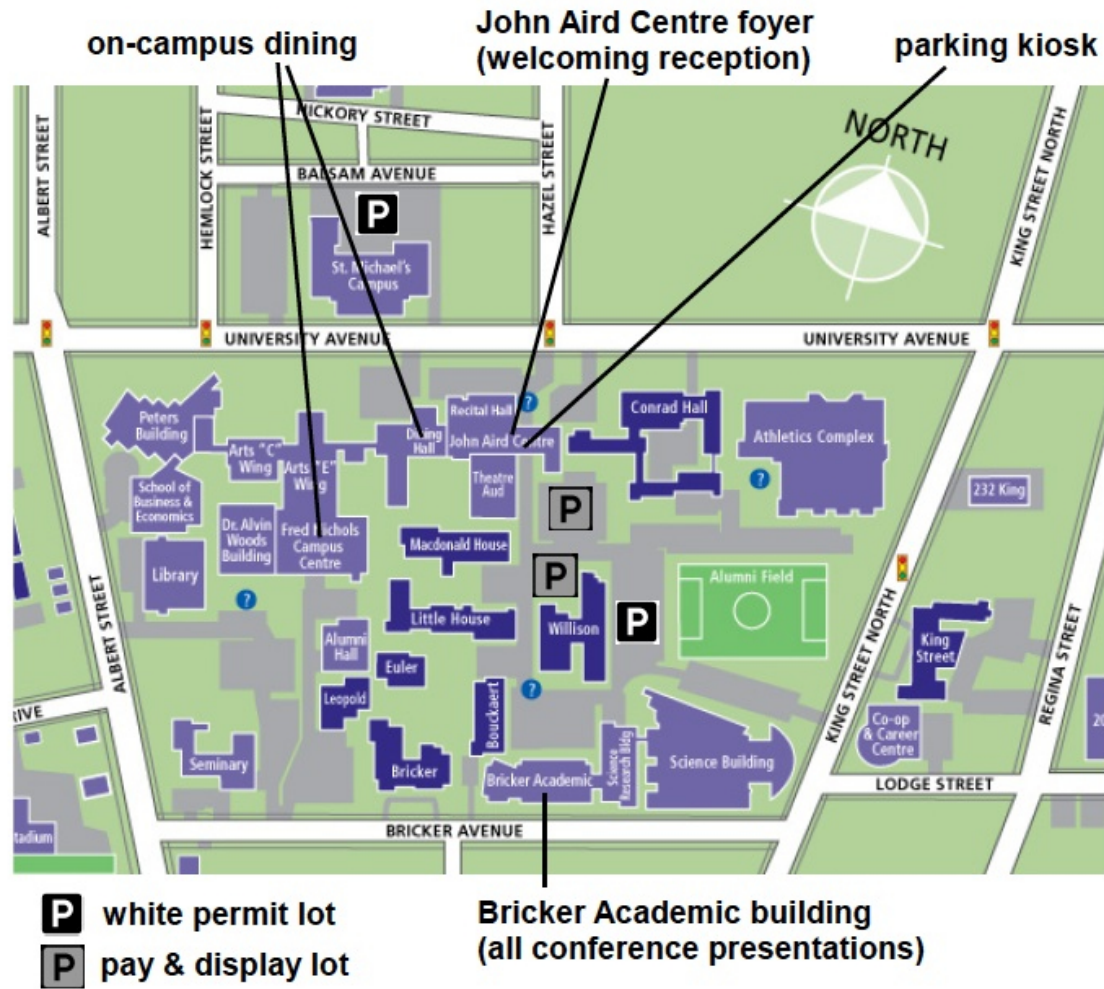 on-campus dining
John Aird Centre foyer
(welcoming reception)
parking kiosk
HICKORY STREET
BALSAM AVENUE
ALBERT STREET
HEMLOCK STREET
HAZEL STREET
NORTH
KING STREET NORTH
P
St. Michael's
Campus
UNIVERSITY AVENUE
UNIVERSITY AVENUE
Peters
Building
Arts "C"
Wing
Arts "E"
Wing
Dining
Hall
Recital Hall
?
John Aird Centre
Theatre
Aud
Conrad Hall
Athletics Complex
?
School of
Business &
Economics
Dr. Alvin
Woods
Building
Fred Nichols
Campus
Centre
Library
?
Macdonald House
P
P
232 King
Alumni Field
Little House
Willison
P
Alumni
Hall
Euler
Leopold
?
Bouckaert
King
Street
KING STREET NORTH
REGINA STREET
ALBERT STREET
RIVE
Seminary
Bricker
Bricker Academic
Science
Research Bldg
Science Building
Co-op
& Career
Centre
20
LODGE STREET
tadium
BRICKER AVENUE
P white permit lot
P pay & display lot
Bricker Academic building
(all conference presentations)